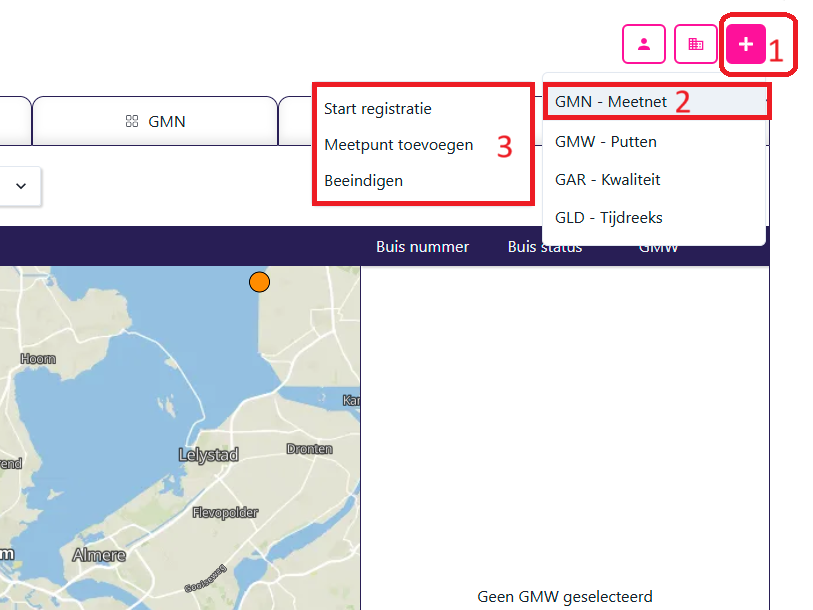 1
GMN - Meetnet 2
GMN
Start registratie
Meetpunt toevoegen 3
Beeindigen
GMW - Putten
GAR - Kwaliteit
GLD - Tijdreeks
Buis nummer Buis status GMW
Hoorn
Lelystad
Dronten
Flevopolder
Almere
Gooiseweg
Geen GMW geselecteerd